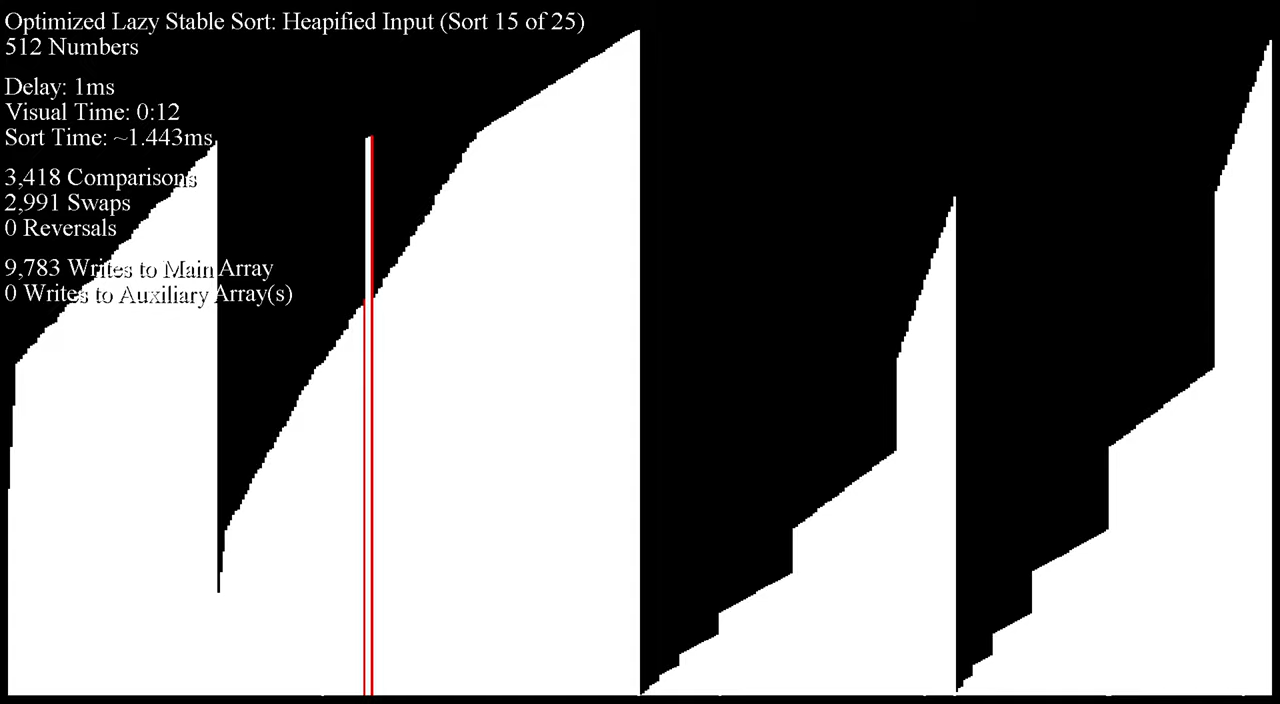 Optimized Lazy Stable Sort: Heapified Input (Sort 15 of 25)
512 Numbers
Delay: 1ms
Visual Time: 0:12
Sort Time: ~1.443ms
3,418 Comparisons
2,991 Swaps
0 Reversals
9,783 Writes to Main Array
0 Writes to Auxiliary Array(s)